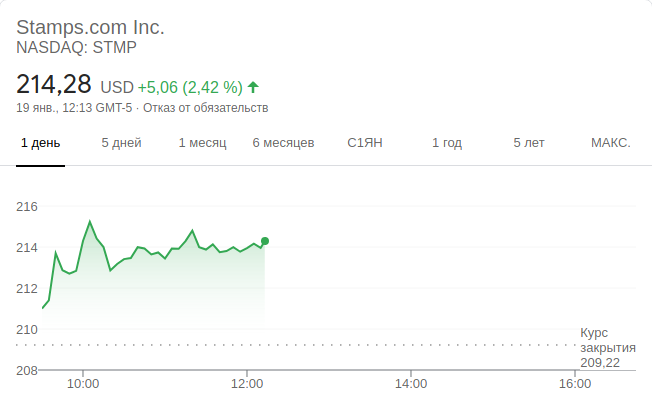 Stamps.com Inc.
NASDAQ: STMP
214,28 USD +5,06 (2,42 %)
19 янв., 12:13 GMT-5 · Отказ от обязательств
1 день 5 дней 1 месяц 6 месяцев С1ЯН 1 год 5 лет МАКС.
216
214
212
210
Курс
закрытия
209,22
208
10:00 12:00 14:00 16:00